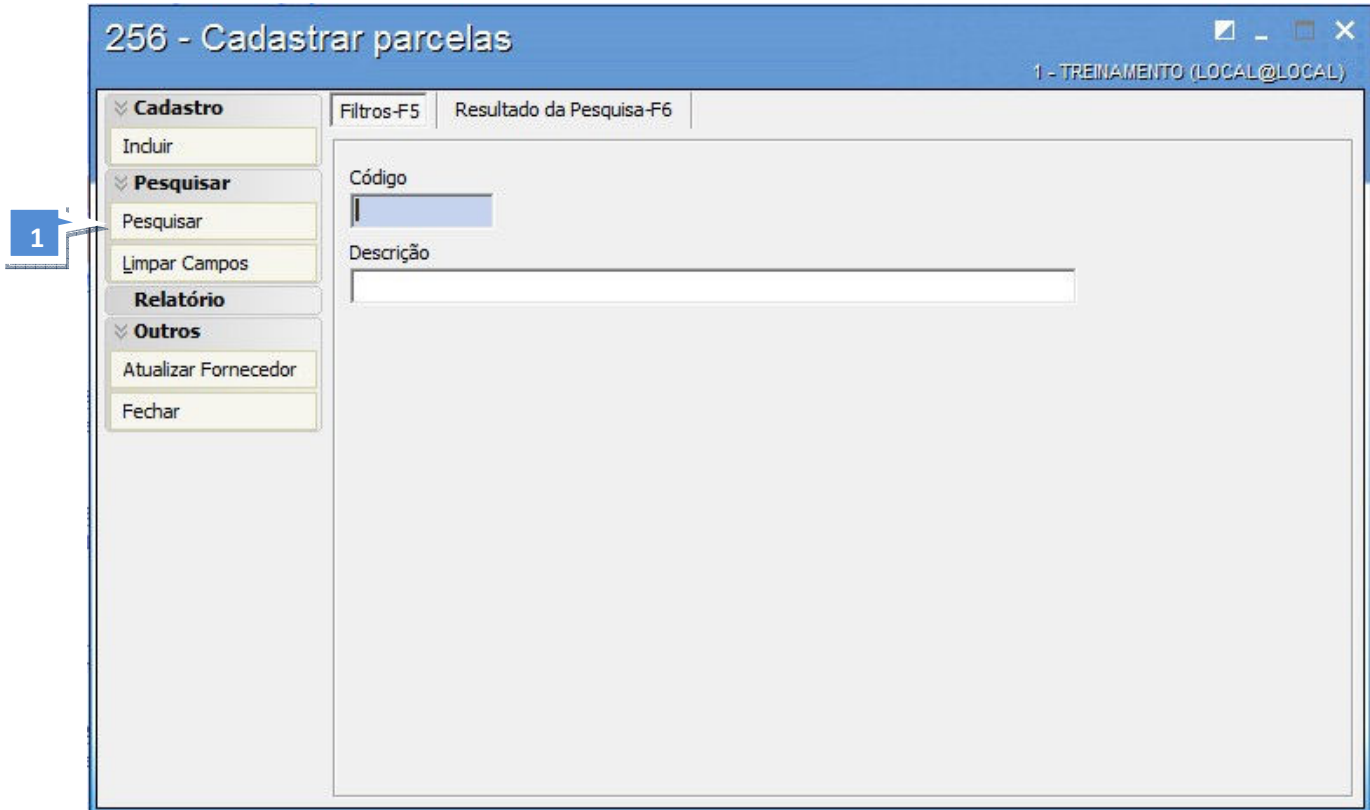 256 - Cadastrar parcelas
1 - TREINAMENTO (LOCAL@LOCAL)
Cadastro
Incluir
Pesquisar
Pesquisar
Limpar Campos
Relatório
Outros
Atualizar Fornecedor
Fechar
Filtros-F5 Resultado da Pesquisa-F6
Código
Descrição
1